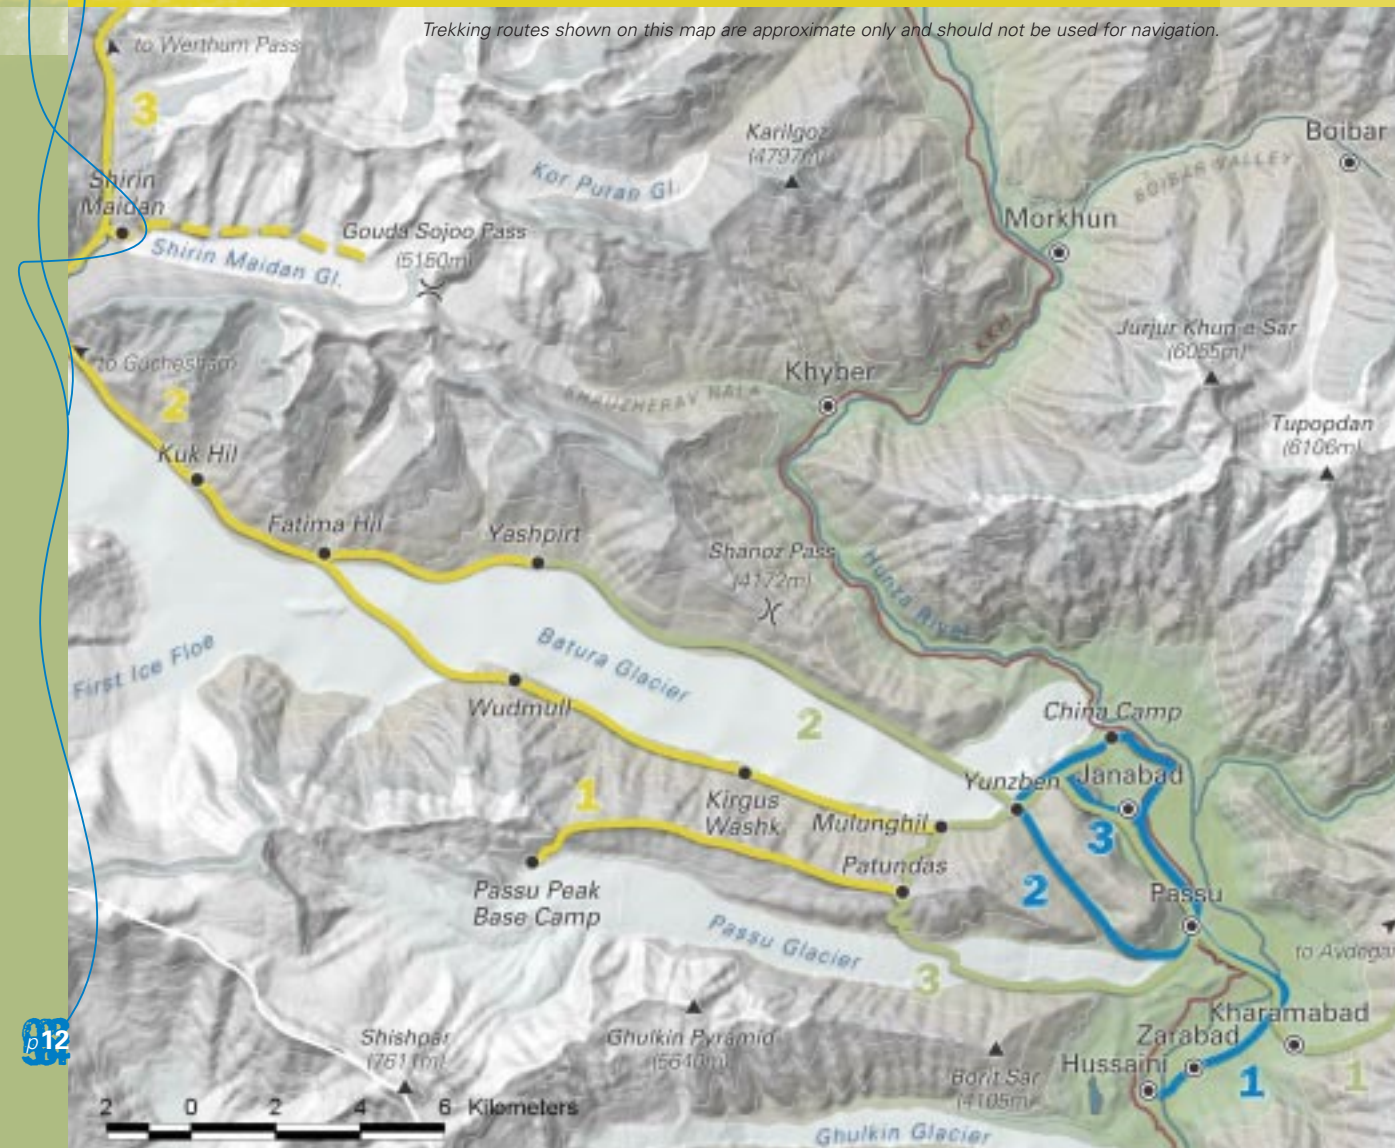 Trekking routes shown on this map are approximate only and should not be used for navigation.
to Werthum Pass
3
Karilgoz
(4797m)
Boibar
BOIBAR VALLEY
Kor Puran Gl.
Shirin
Maidan
Morkhun
Gouda Sojoo Pass
(5160m)
Shirin Maidan Gl.
KKH
Jurjur Khun-e-Sar
(6055m)
to Guchesham
Khyber
2
Tupopdan
(6106m)
Kuk Hil
Fatima Hil
Yashpirt
Shanoz Pass
(4172m)
Hunza River
First Ice Floe
Batura Glacier
Wudmull
2
China Camp
Yunzben
Janabad
1
Kirgus
Washk
Mulunghil
3
Patundas
2
Passu
Passu Peak
Base Camp
Passu Glacier
to Avdegar
3
Kharamabad
p12
Shishpar
(7611m)
Ghulkin Pyramid
(5640m)
Zarabad
Hussaini
Borit Sar
(4105m)
1
1
2 0 2 4 6 Kilometers
Ghulkin Glacier